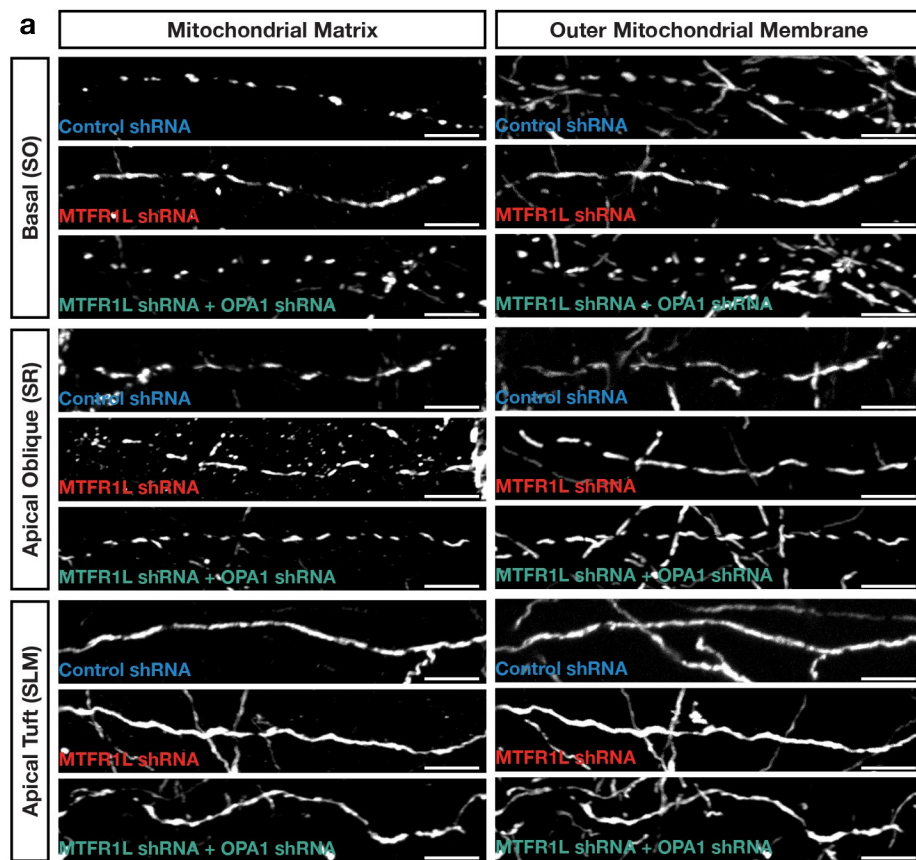 a
Mitochondrial Matrix
Outer Mitochondrial Membrane
Basal (SO)
Control shRNA
Control shRNA
MTFR1L shRNA
MTFR1L shRNA
MTFR1L shRNA + OPA1 shRNA
MTFR1L shRNA + OPA1 shRNA
Apical Oblique (SR)
Control shRNA
Control shRNA
MTFR1L shRNA
MTFR1L shRNA
MTFR1L shRNA + OPA1 shRNA
MTFR1L shRNA + OPA1 shRNA
Apical Tuft (SLM)
Control shRNA
Control shRNA
MTFR1L shRNA
MTFR1L shRNA
MTFR1L shRNA + OPA1 shRNA
MTFR1L shRNA + OPA1 shRNA